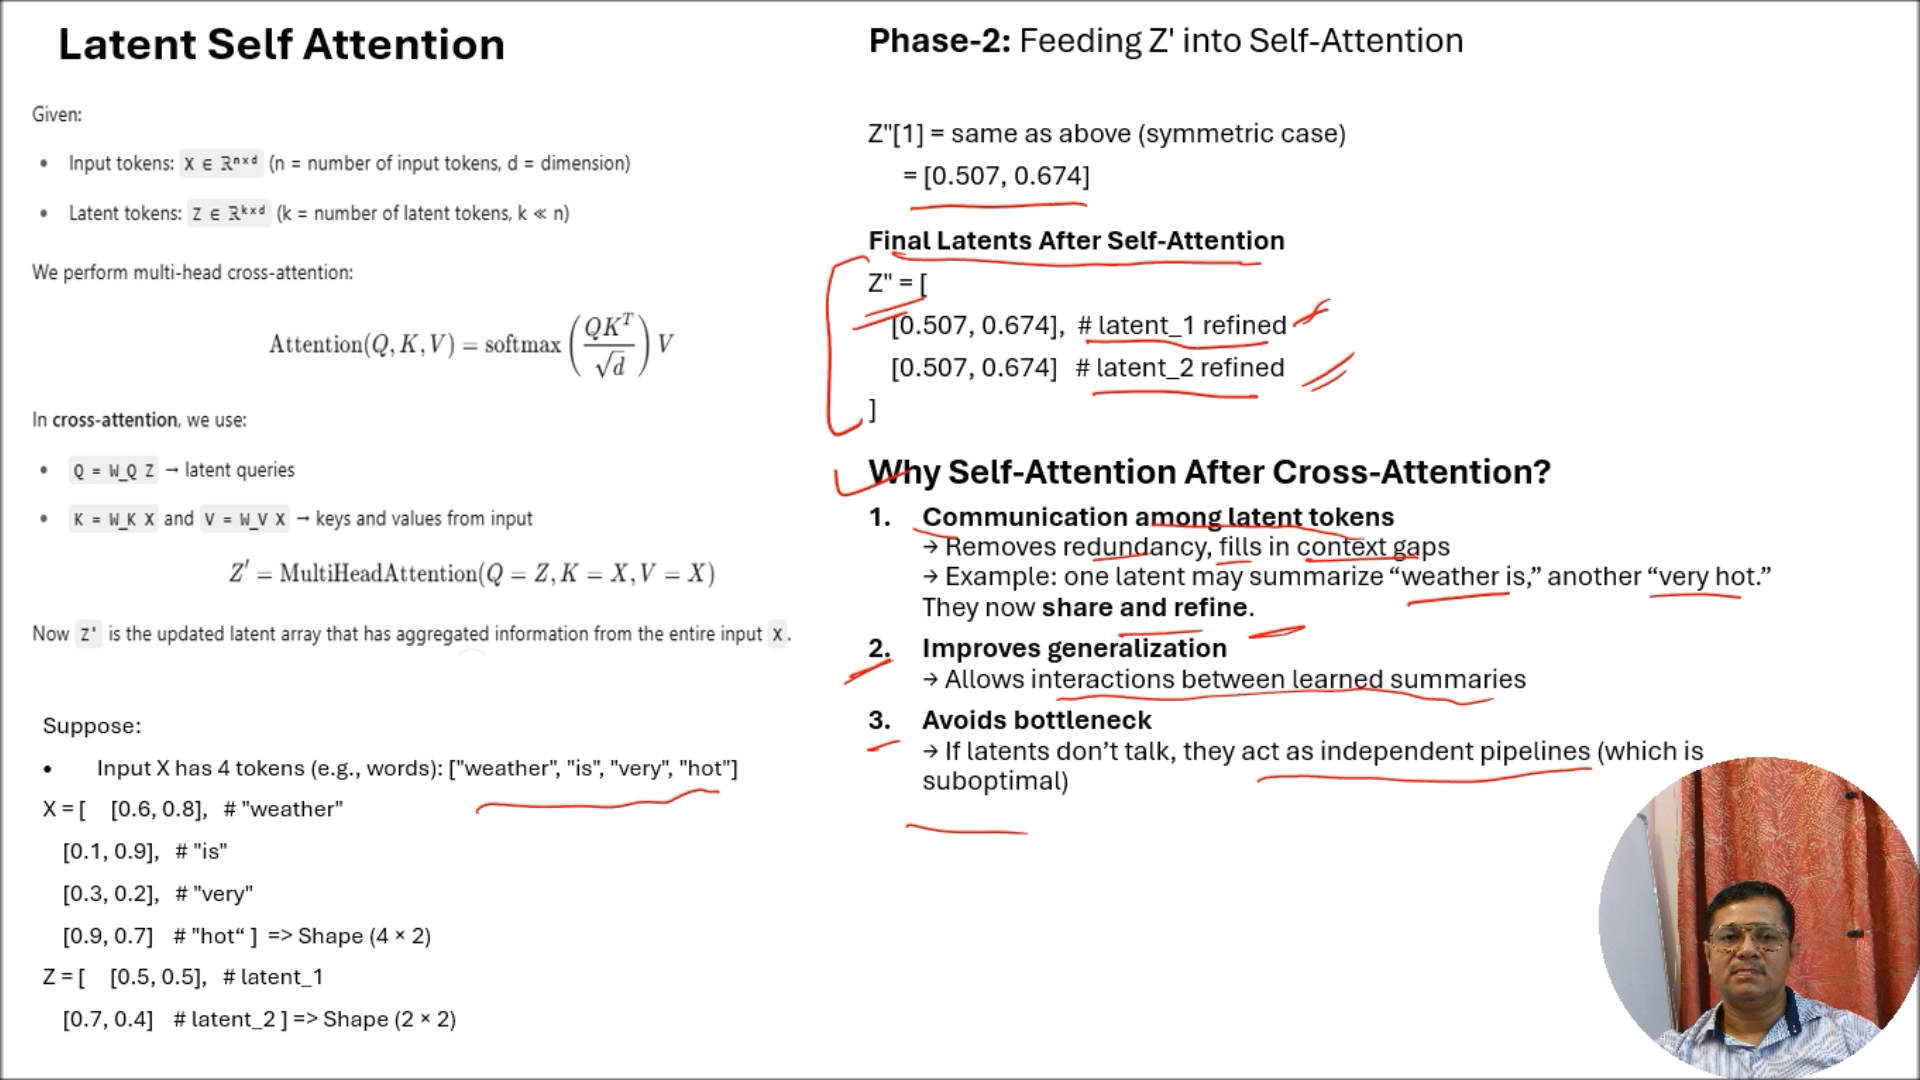 Latent Self Attention
Given:
• Input tokens: X ∈ ℝⁿˣᵈ (n = number of input tokens, d = dimension)
• Latent tokens: Z ∈ ℝᵏˣᵈ (k = number of latent tokens, k ≪ n)
We perform multi-head cross-attention:
Attention(Q, K, V) = softmax(QKᵀ / √d) V
In cross-attention, we use:
• Q = W_Q Z → latent queries
• K = W_K X and V = W_V X → keys and values from input
Z′ = MultiHeadAttention(Q = Z, K = X, V = X)
Now Z' is the updated latent array that has aggregated information from the entire input X.
Suppose:
• Input X has 4 tokens (e.g., words): ["weather", "is", "very", "hot"]
X = [ [0.6, 0.8], # "weather"
[0.1, 0.9], # "is"
[0.3, 0.2], # "very"
[0.9, 0.7] # "hot“ ] => Shape (4 × 2)
Z = [ [0.5, 0.5], # latent_1
[0.7, 0.4] # latent_2 ] => Shape (2 × 2)
Phase-2: Feeding Z' into Self-Attention
Z"[1] = same as above (symmetric case)
= [0.507, 0.674]
Final Latents After Self-Attention
Z" = [
[0.507, 0.674], # latent_1 refined
[0.507, 0.674] # latent_2 refined
]
Why Self-Attention After Cross-Attention?
1. Communication among latent tokens
→ Removes redundancy, fills in context gaps
→ Example: one latent may summarize “weather is,” another “very hot.”
They now share and refine.
2. Improves generalization
→ Allows interactions between learned summaries
3. Avoids bottleneck
→ If latents don’t talk, they act as independent pipelines (which is
suboptimal)